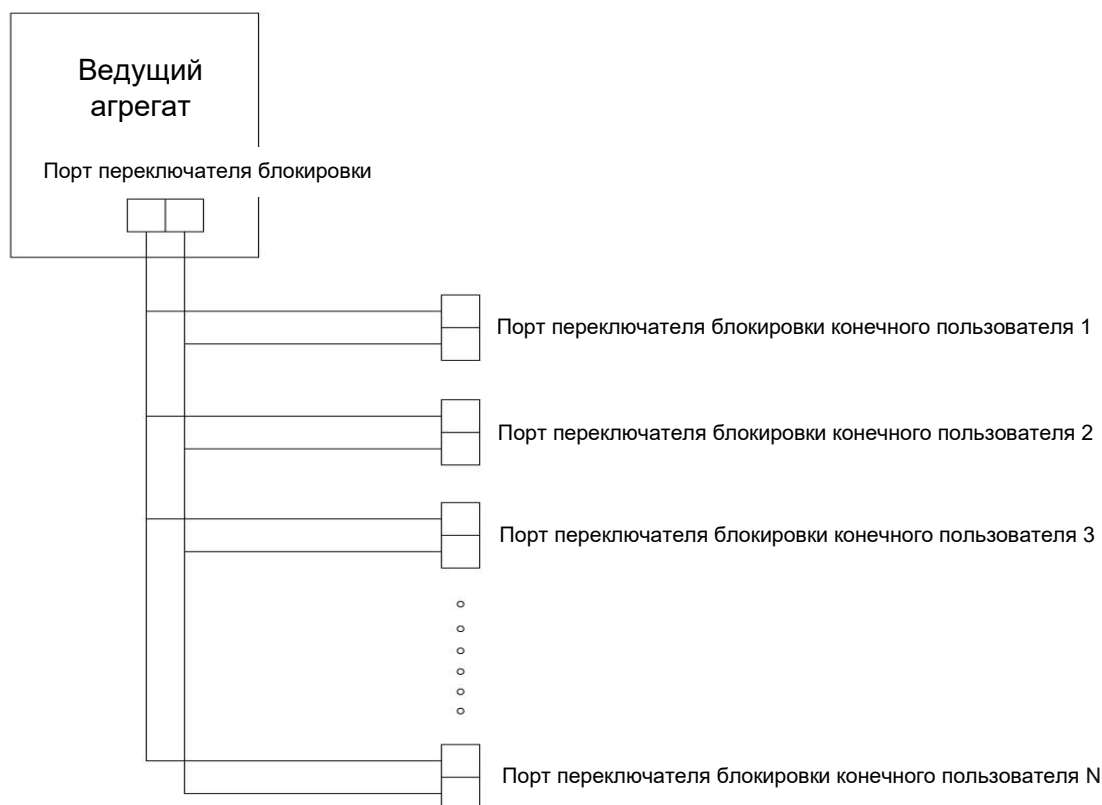 Ведущий
агрегат
Порт переключателя блокировки
Порт переключателя блокировки конечного пользователя 1
Порт переключателя блокировки конечного пользователя 2
Порт переключателя блокировки конечного пользователя 3
Порт переключателя блокировки конечного пользователя N